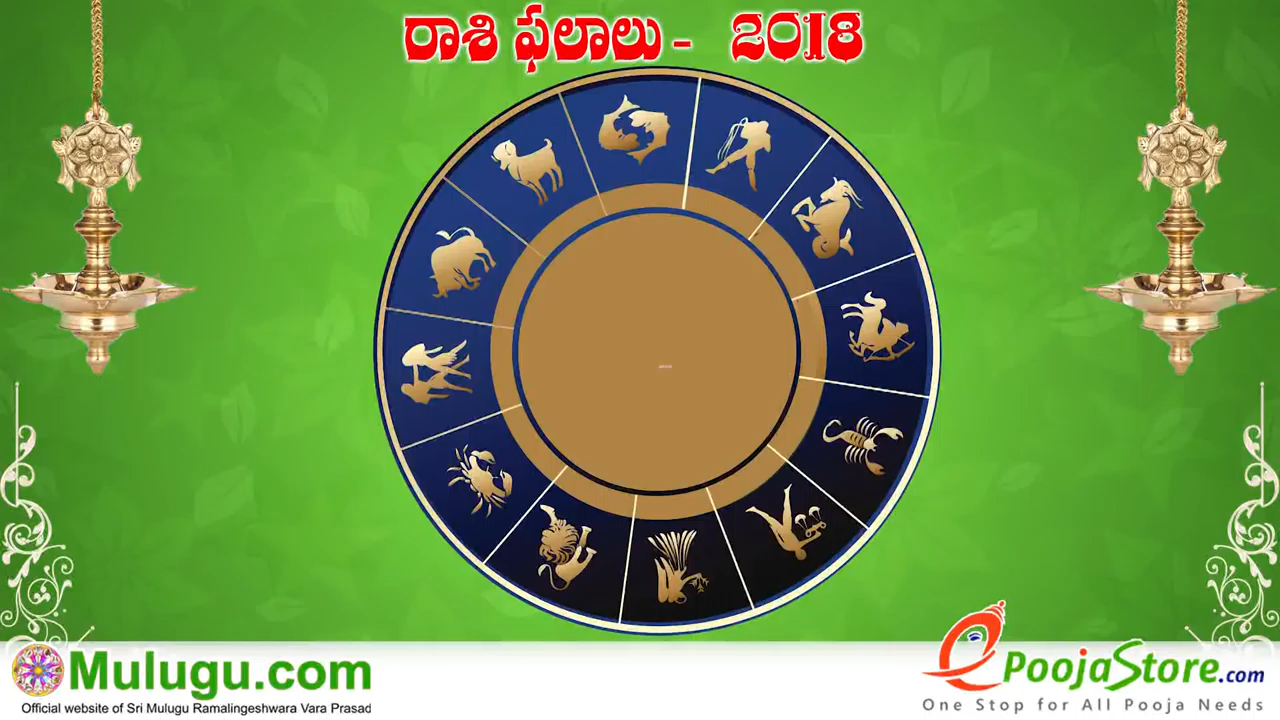 రాశి ఫలాలు - 2018
Mulugu.com
Official website of Sri Mulugu Ramalingeshwara Vara Prasad
ePoojaStore.com
One Stop for All Pooja Needs